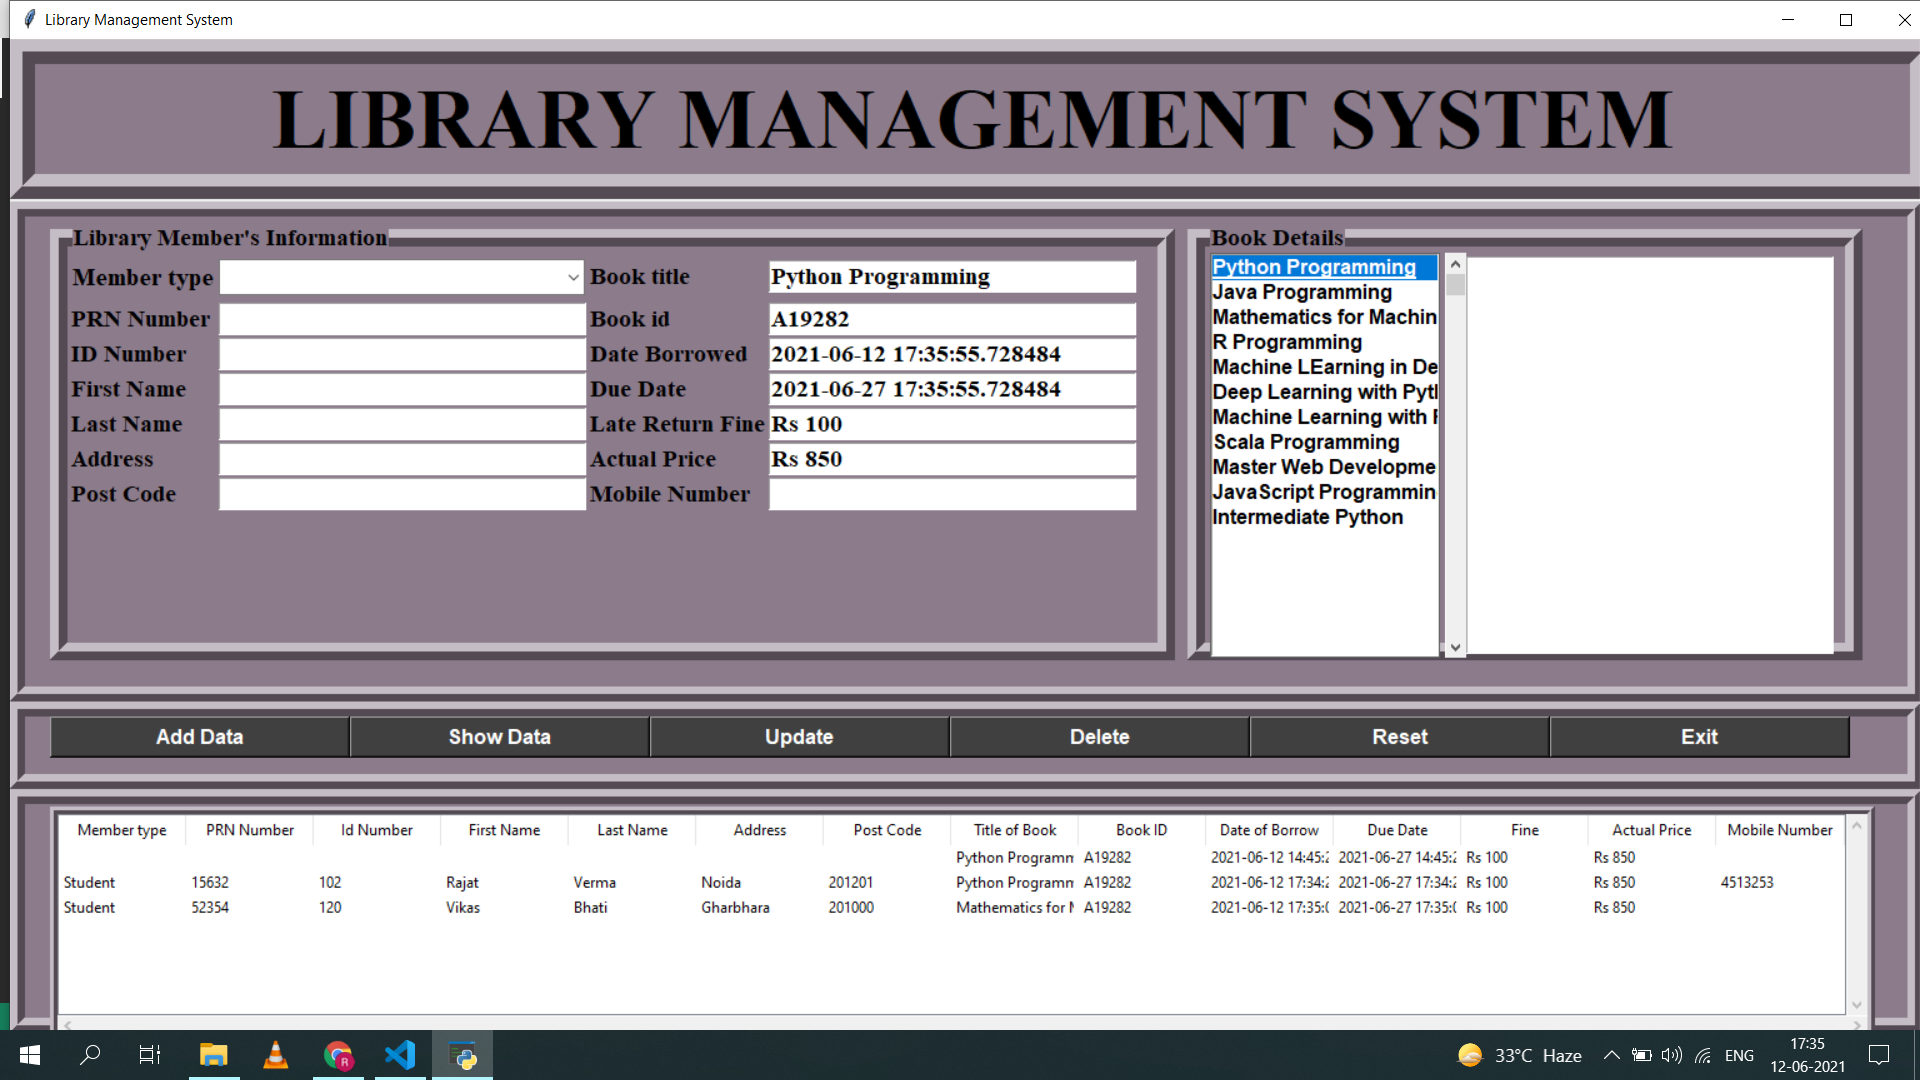 Library Management System
LIBRARY MANAGEMENT SYSTEM
Library Member's Information
Member type
PRN Number
ID Number
First Name
Last Name
Address
Post Code
Book title Python Programming
Book id A19282
Date Borrowed 2021-06-12 17:35:55.728484
Due Date 2021-06-27 17:35:55.728484
Late Return Fine Rs 100
Actual Price Rs 850
Mobile Number
Book Details
Python Programming
Java Programming
Mathematics for Machin
R Programming
Machine LEarning in De
Deep Learning with Pyt
Machine Learning with
Scala Programming
Master Web Developme
JavaScript Programmin
Intermediate Python
Add Data Show Data Update Delete Reset Exit
Member type PRN Number Id Number First Name Last Name Address Post Code Title of Book Book ID Date of Borrow Due Date Fine Actual Price Mobile Number
Python Programm A19282 2021-06-12 14:45:2 2021-06-27 14:45:2 Rs 100 Rs 850
Student 15632 102 Rajat Verma Noida 201201 Python Programm A19282 2021-06-12 17:34:2 2021-06-27 17:34:2 Rs 100 Rs 850 4513253
Student 52354 120 Vikas Bhati Gharbhara 201000 Mathematics for A19282 2021-06-12 17:35:0 2021-06-27 17:35:0 Rs 100 Rs 850
R
33°C Haze
ENG
17:35
12-06-2021